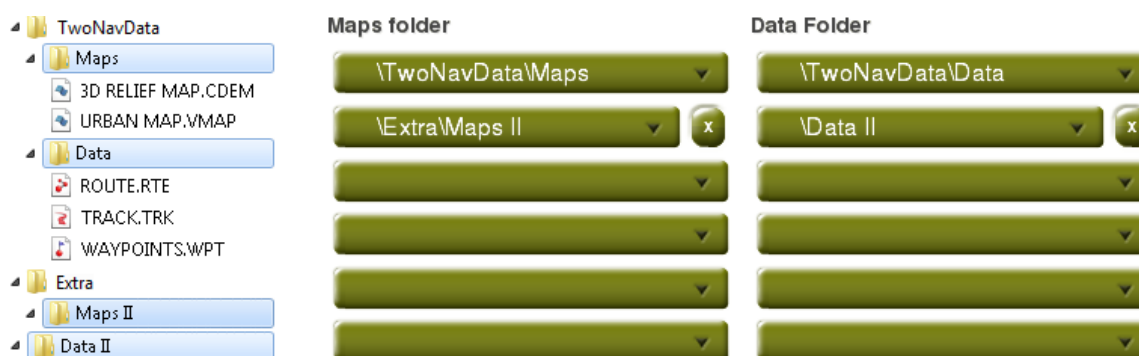 TwoNavData
Maps
3D RELIEF MAP.CDEM
URBAN MAP.VMAP
Data
ROUTE.RTE
TRACK.TRK
WAYPOINTS.WPT
Extra
Maps II
Data II
Maps folder
\TwoNavData\Maps
\Extra\Maps II
x
Data Folder
\TwoNavData\Data
\Data II
x